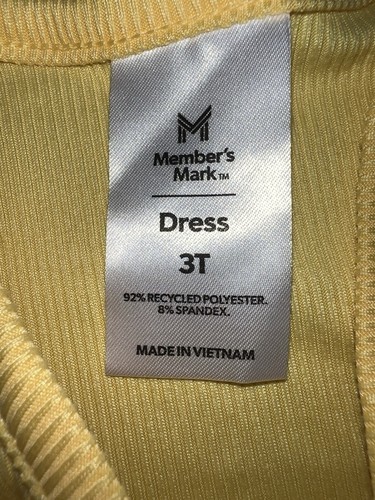 Member's
Mark™
Dress
3T
92% RECYCLED POLYESTER.
8% SPANDEX.
MADE IN VIETNAM